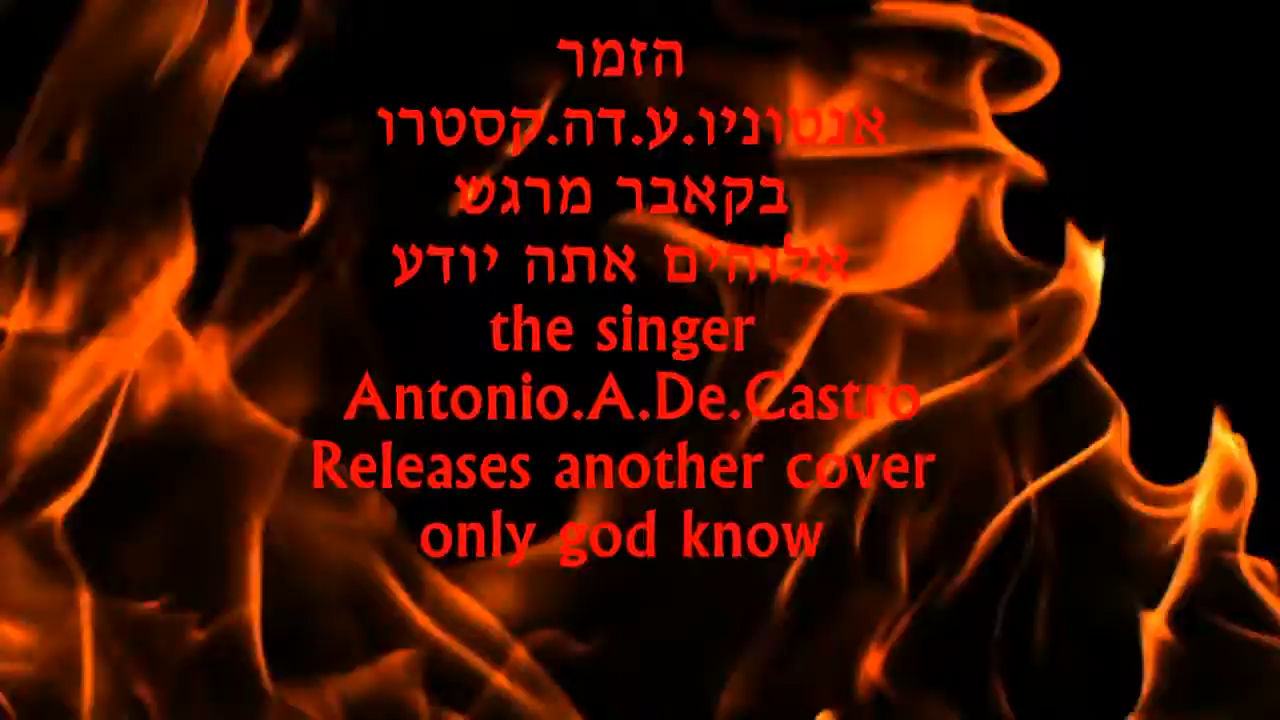 הזמר
אנטוניו.ע.דה.קסטרו
בקאבר מרגש
אלוהים אתה יודע
the singer
Antonio.A.De.Castro
Releases another cover
only god know